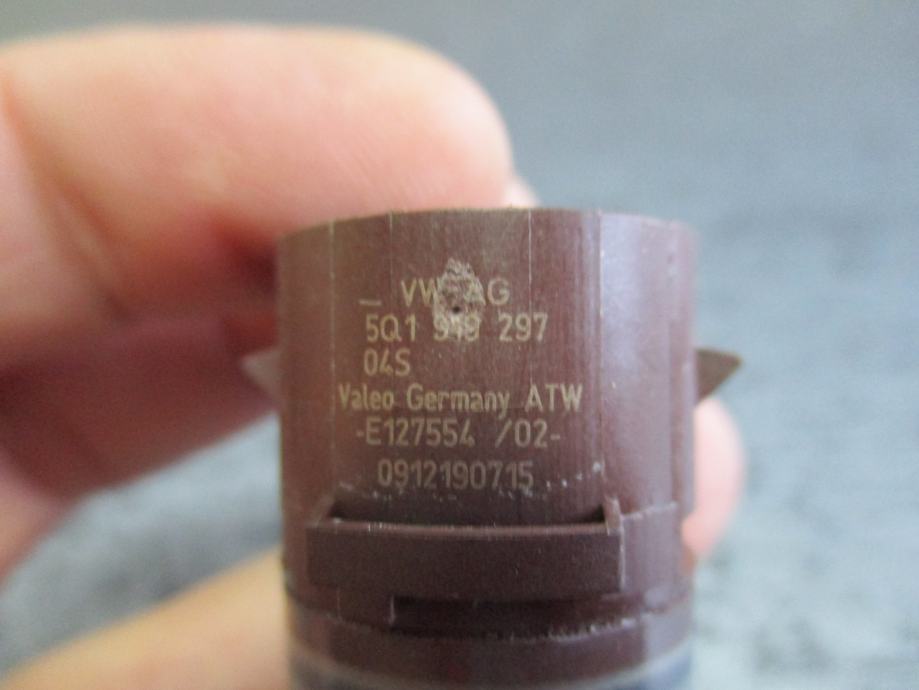 _ VW AG
5Q1 919 297
04S
Valeo Germany ATW
-E127554 /02-
0912190715